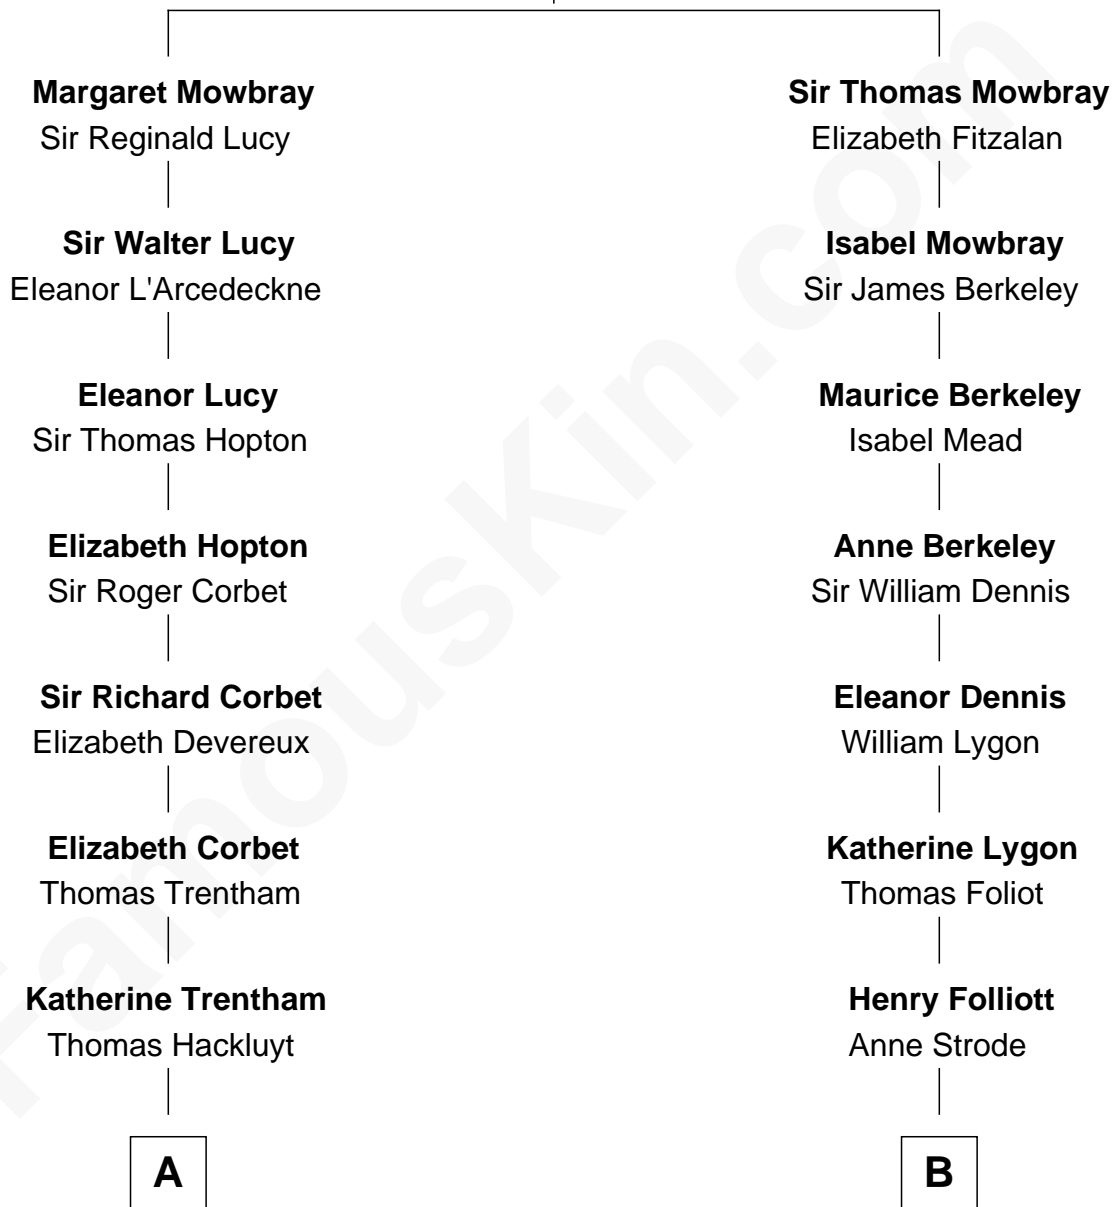 Margaret Mowbray
Sir Reginald Lucy
Sir Walter Lucy
Eleanor L'Arcedeckne
Eleanor Lucy
Sir Thomas Hopton
Elizabeth Hopton
Sir Roger Corbet
Sir Richard Corbet
Elizabeth Devereux
Elizabeth Corbet
Thomas Trentham
Katherine Trentham
Thomas Hackluyt
A
Sir Thomas Mowbray
Elizabeth Fitzalan
Isabel Mowbray
Sir James Berkeley
Maurice Berkeley
Isabel Mead
Anne Berkeley
Sir William Dennis
Eleanor Dennis
William Lygon
Katherine Lygon
Thomas Foliot
Henry Folliott
Anne Strode
B
FamousKin.com